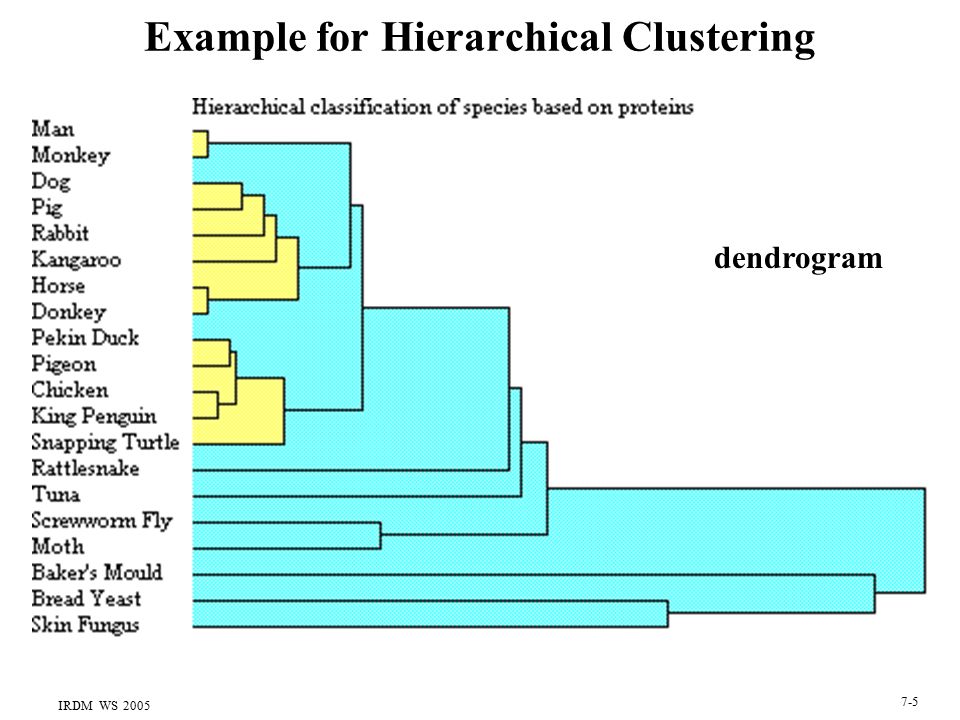 Example for Hierarchical Clustering
Hierarchical classification of species based on proteins
Man
Monkey
Dog
Pig
Rabbit
Kangaroo
Horse
Donkey
Pekin Duck
Pigeon
Chicken
King Penguin
Snapping Turtle
Rattlesnake
Tuna
Screwworm Fly
Moth
Baker's Mould
Bread Yeast
Skin Fungus
dendrogram
IRDM WS 2005
7-5